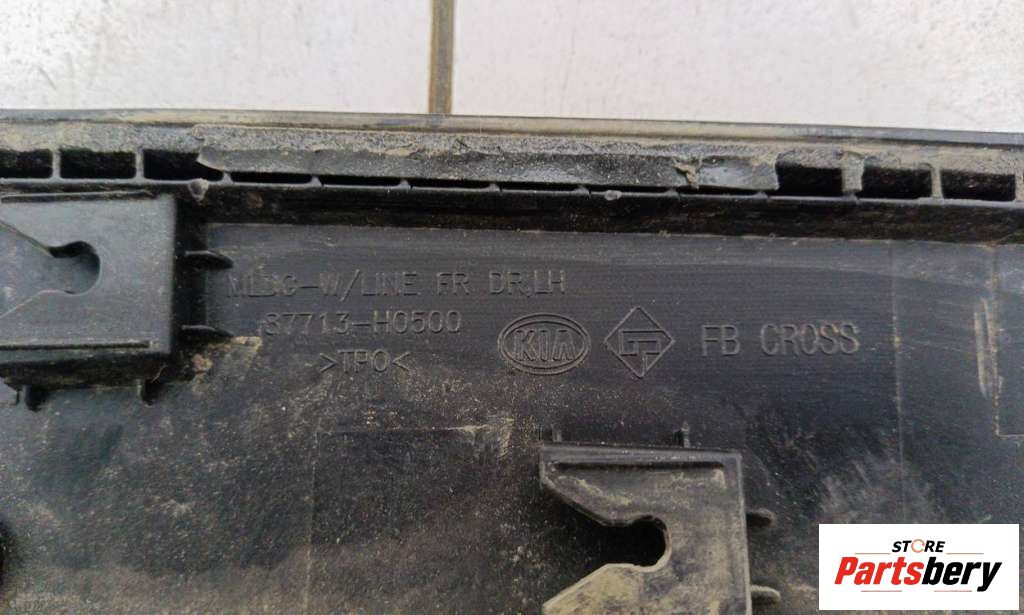 MLDG-W/LINE FR DR,LH
87713-H0500
>TPO<
KIA
FB CROSS
STORE
Partsbery